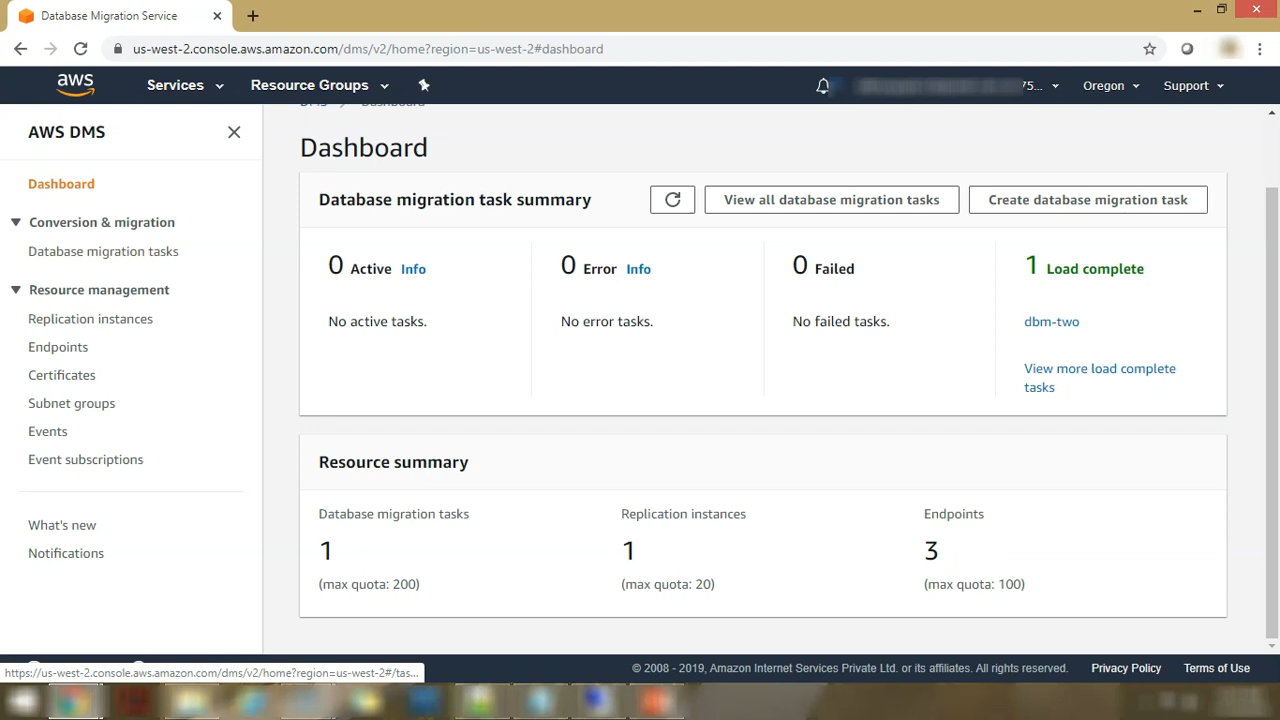 Database Migration Service
us-west-2.console.aws.amazon.com/dms/v2/home?region=us-west-2#dashboard
aws
Services
Resource Groups
75...
Oregon
Support
AWS DMS
DMS
Dashboard
Dashboard
Conversion & migration
Database migration tasks
Resource management
Replication instances
Endpoints
Certificates
Subnet groups
Events
Event subscriptions
What's new
Notifications
Dashboard
Database migration task summary
View all database migration tasks
Create database migration task
0 Active Info
No active tasks.
0 Error Info
No error tasks.
0 Failed
No failed tasks.
1 Load complete
dbm-two
View more load complete
tasks
Resource summary
Database migration tasks
1
(max quota: 200)
Replication instances
1
(max quota: 20)
Endpoints
3
(max quota: 100)
https://us-west-2.console.aws.amazon.com/dms/v2/home?region=us-west-2#/tas...
© 2008 - 2019, Amazon Internet Services Private Ltd. or its affiliates. All rights reserved.
Privacy Policy
Terms of Use